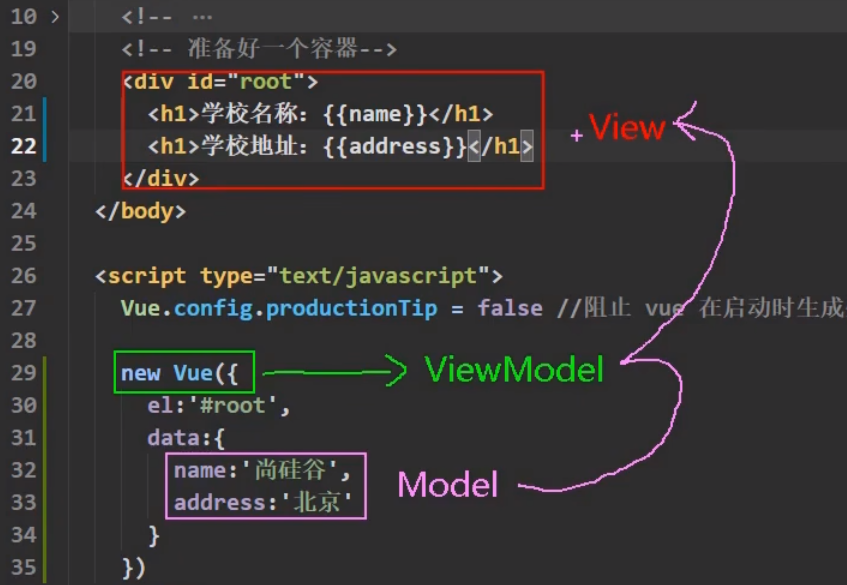 10 > <!-- ...
19 <!-- 准备好一个容器-->
20 <div id="root">
21 <h1>学校名称：{{name}}</h1>
22 <h1>学校地址：{{address}}</h1>
View
23 </div>
24 </body>
25
26 <script type="text/javascript">
27 Vue.config.productionTip = false //阻止 vue 在启动时生成
28
29 new Vue({
ViewModel
30 el:'#root',
31 data:{
32 name:'尚硅谷',
Model
33 address:'北京'
34 }
35 })